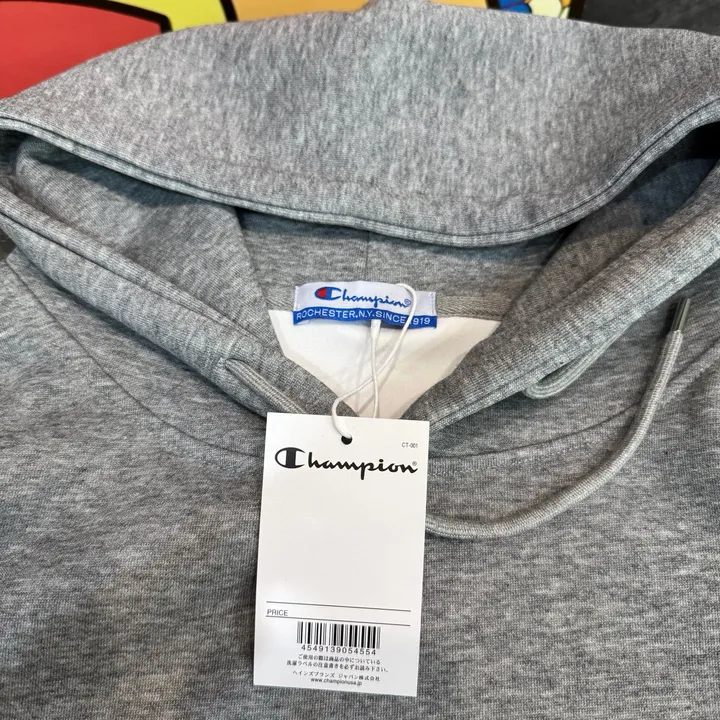 Champion®
ROCHESTER.N.Y.SINCE 1919
CT-001
Champion®
PRICE
4549139054554
ご使用の際は商品の中についている
洗濯ラベルの注意書きを必ずお読み下さい。
ヘインズブランズ ジャパン株式会社
www.championusa.jp